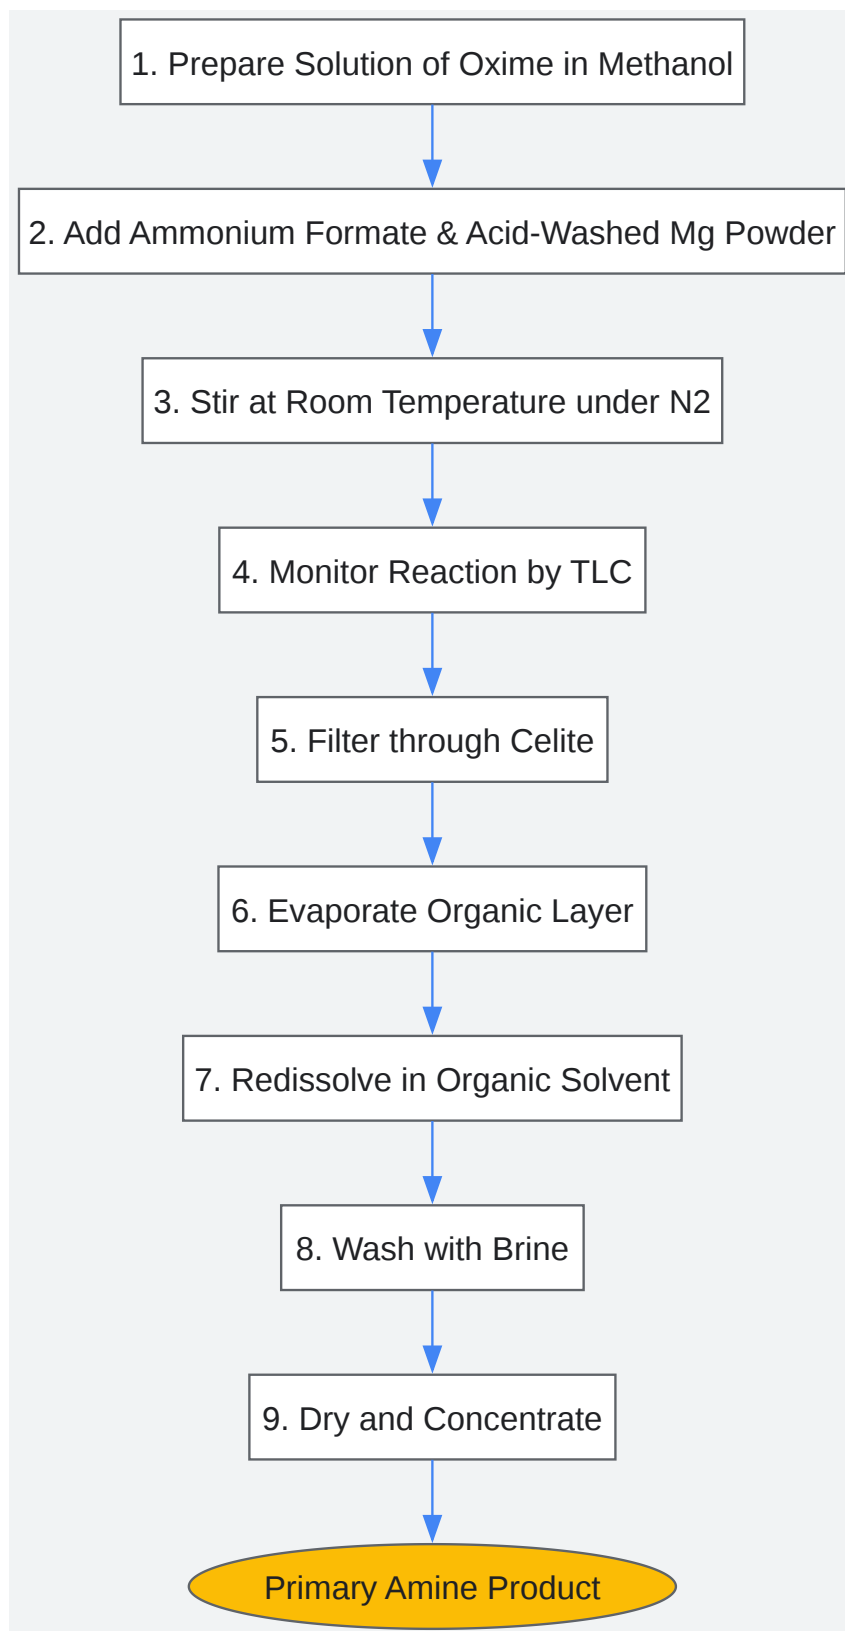 1. Prepare Solution of Oxime in Methanol
2. Add Ammonium Formate & Acid-Washed Mg Powder
3. Stir at Room Temperature under N2
4. Monitor Reaction by TLC
5. Filter through Celite
6. Evaporate Organic Layer
7. Redissolve in Organic Solvent
8. Wash with Brine
9. Dry and Concentrate
Primary Amine Product